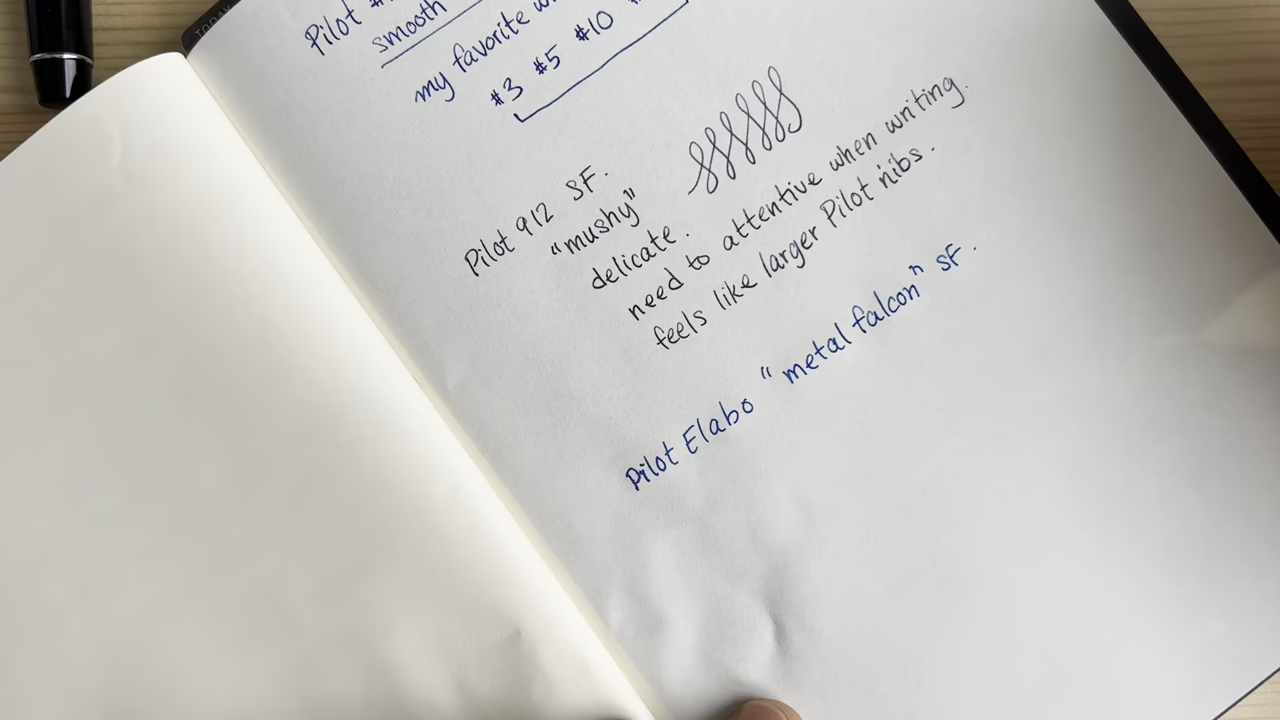 TODAY
Pilot
smooth
my favorite
#3 #5 #10
Pilot 912 SF.
"mushy"
delicate.
need to attentive when writing.
feels like larger Pilot nibs.
Pilot Elabo "metal falcon" SF.